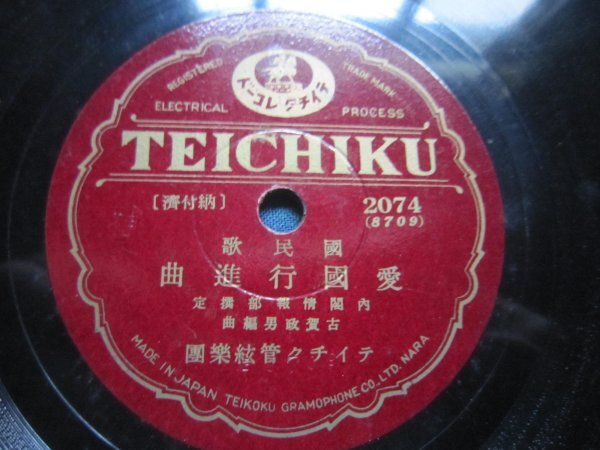 REGISTERED TRADE MARK
テイチクレコード
ELECTRICAL PROCESS
TEICHIKU
［納付濟］
2074
(8709)
國民歌
愛國行進曲
內閣情報部撰定
古賀政男編曲
テイチク管絃樂團
MADE IN JAPAN TEIKOKU GRAMOPHONE CO., LTD. NARA